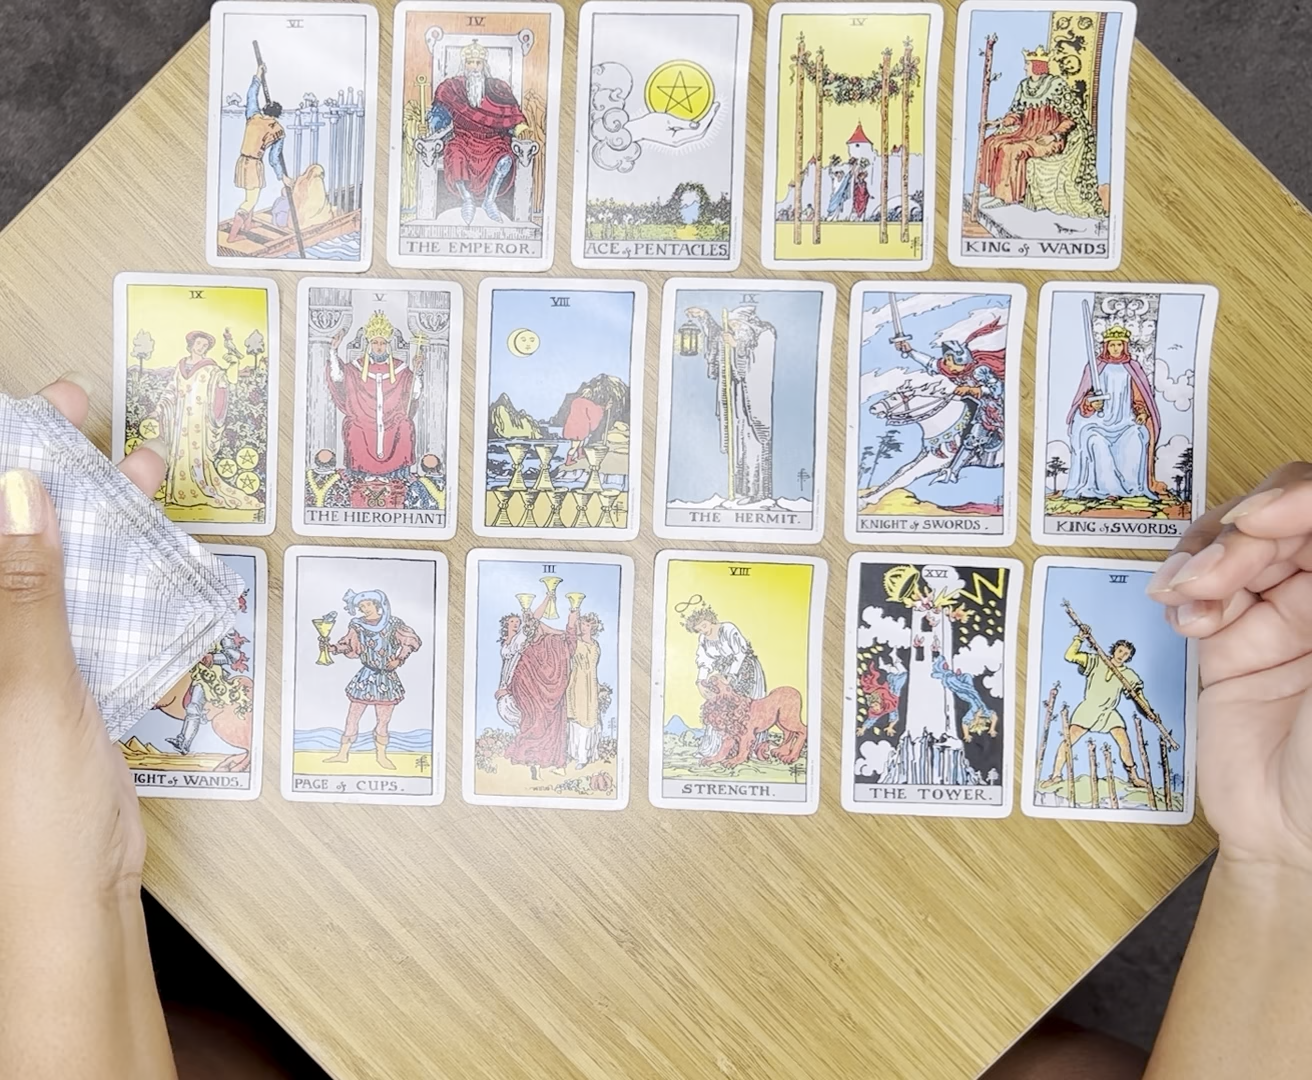 VI
IV
THE EMPEROR.
ACE of PENTACLES.
IV
KING of WANDS
IX
V
THE HIEROPHANT
VIII
IX
THE HERMIT.
KNIGHT of SWORDS.
KING of SWORDS.
IGHT of WANDS.
PAGE of CUPS.
III
VIII
STRENGTH.
XVI
THE TOWER.
VII